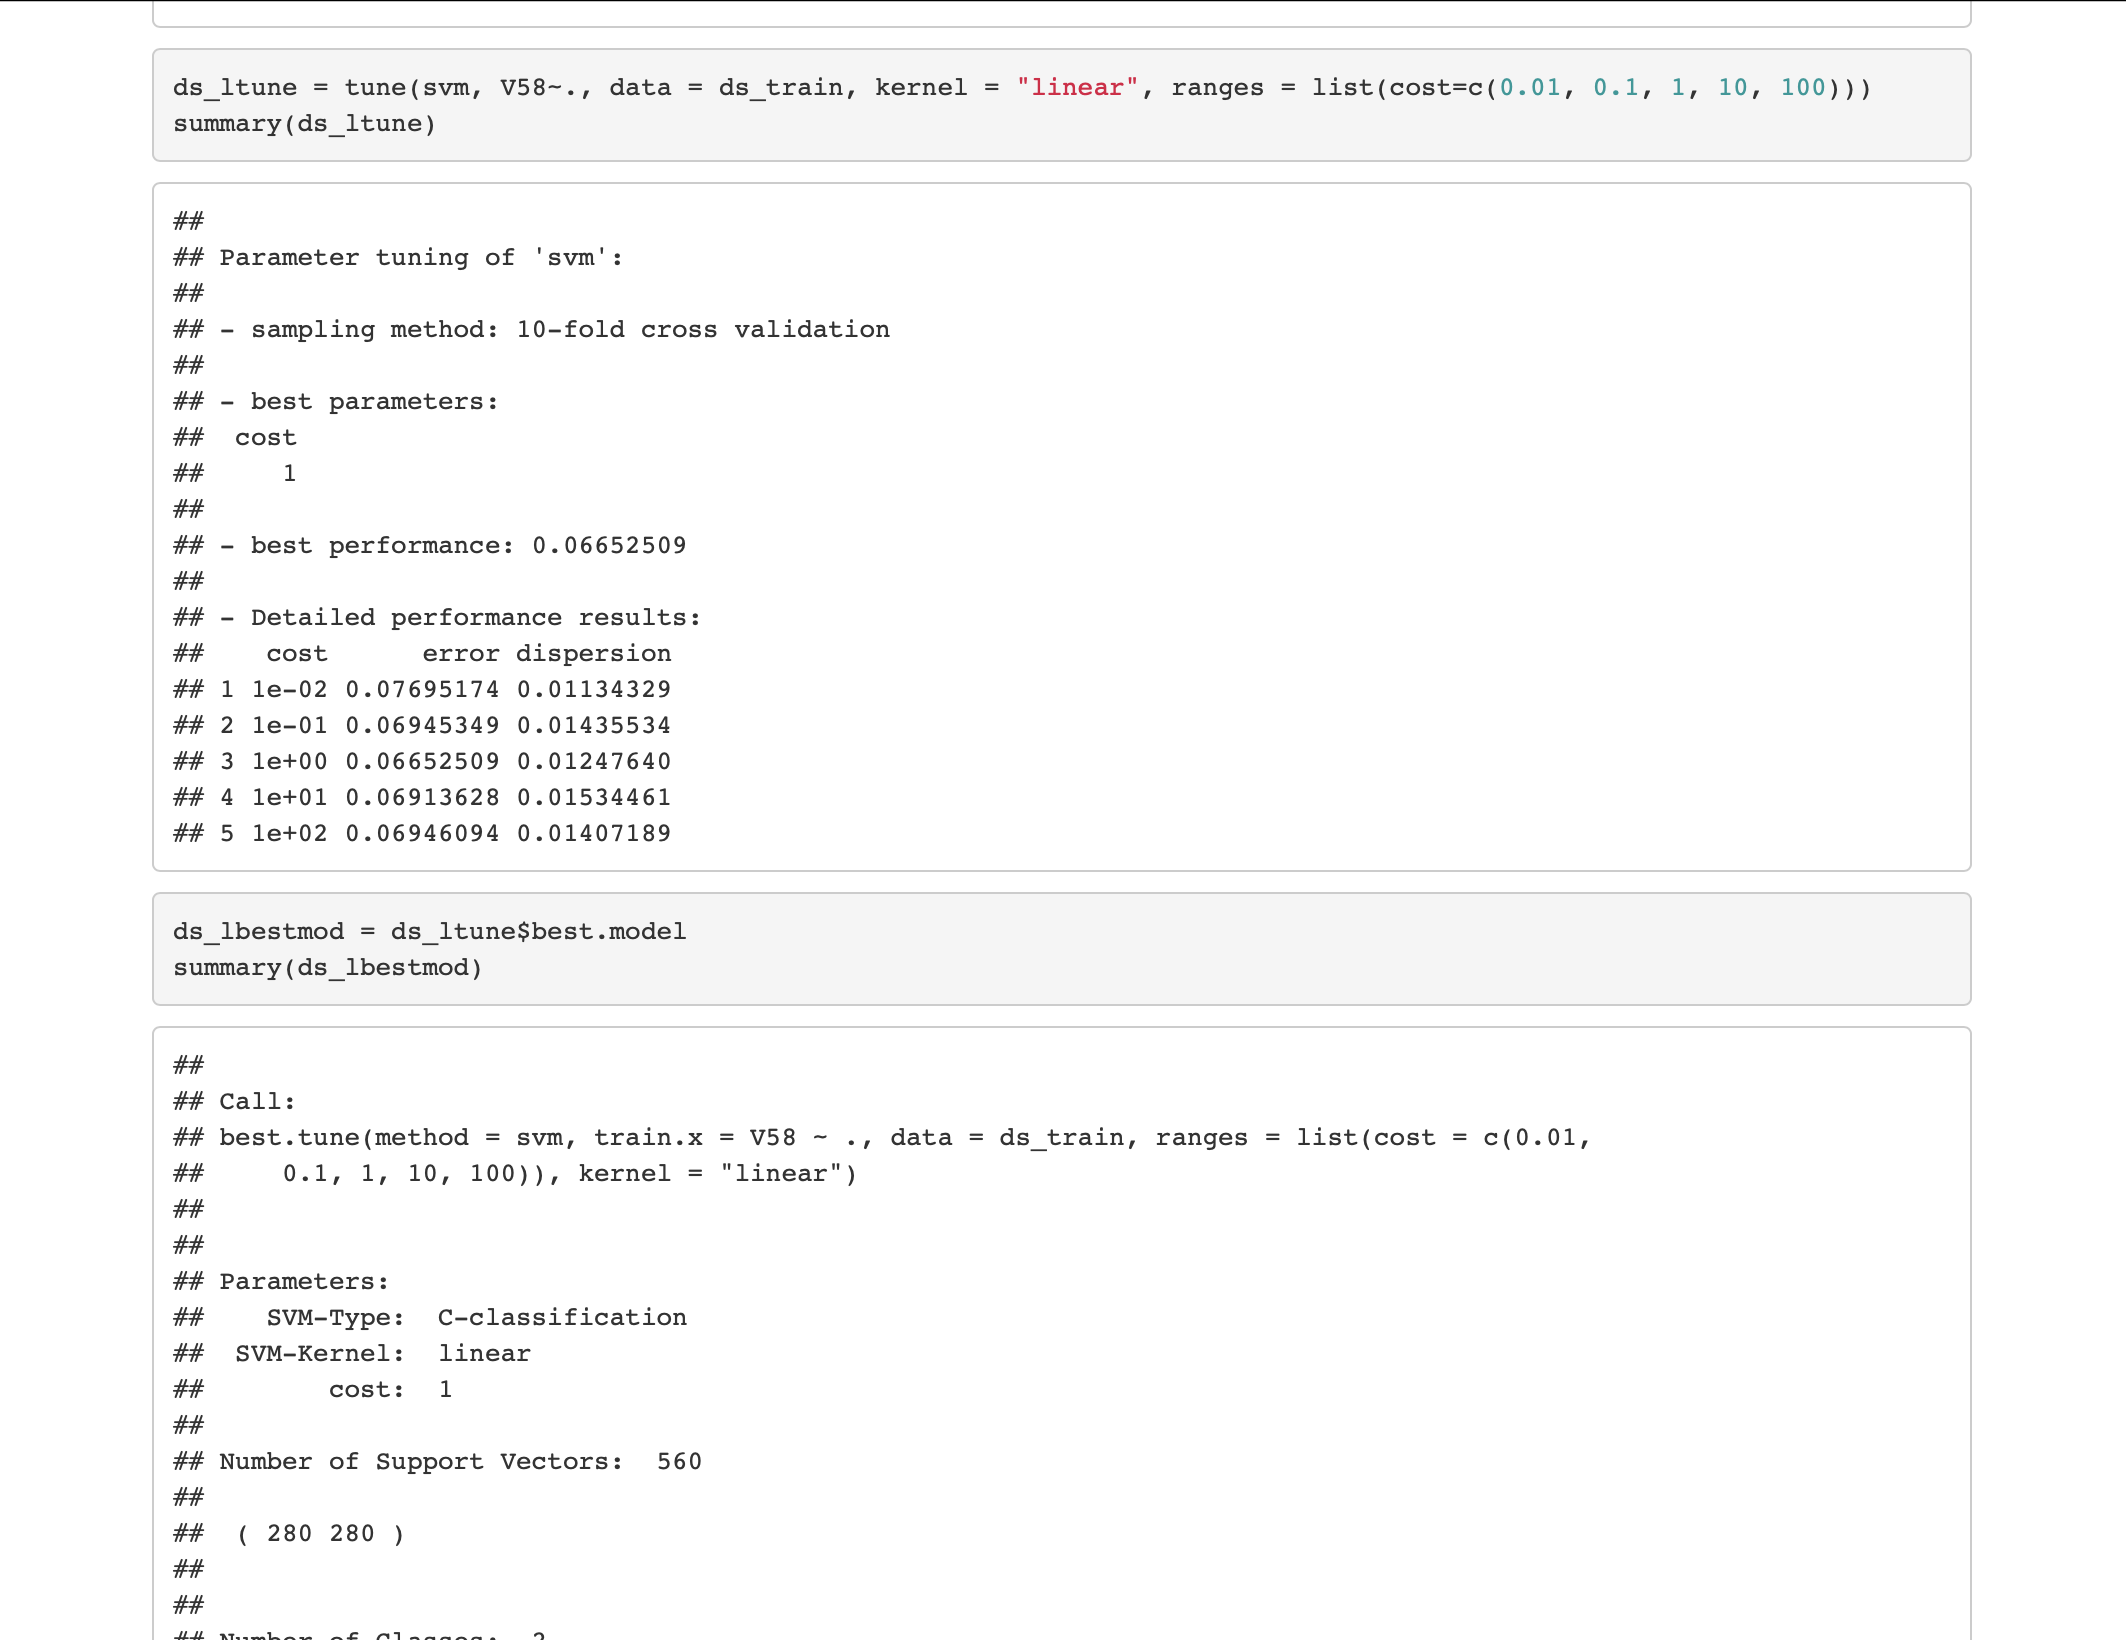 ds_ltune = tune(svm, V58~., data = ds_train, kernel = "linear", ranges = list(cost=c(0.01, 0.1, 1, 10, 100)))
summary(ds_ltune)
##
## Parameter tuning of 'svm':
##
## - sampling method: 10-fold cross validation
##
## - best parameters:
##  cost
##     1
##
## - best performance: 0.06652509
##
## - Detailed performance results:
##    cost      error dispersion
## 1 1e-02 0.07695174 0.01134329
## 2 1e-01 0.06945349 0.01435534
## 3 1e+00 0.06652509 0.01247640
## 4 1e+01 0.06913628 0.01534461
## 5 1e+02 0.06946094 0.01407189
ds_lbestmod = ds_ltune$best.model
summary(ds_lbestmod)
##
## Call:
## best.tune(method = svm, train.x = V58 ~ ., data = ds_train, ranges = list(cost = c(0.01,
##     0.1, 1, 10, 100)), kernel = "linear")
##
##
## Parameters:
##    SVM-Type:  C-classification
##  SVM-Kernel:  linear
##        cost:  1
##
## Number of Support Vectors:  560
##
##  ( 280 280 )
##
##
## Number of Classes: